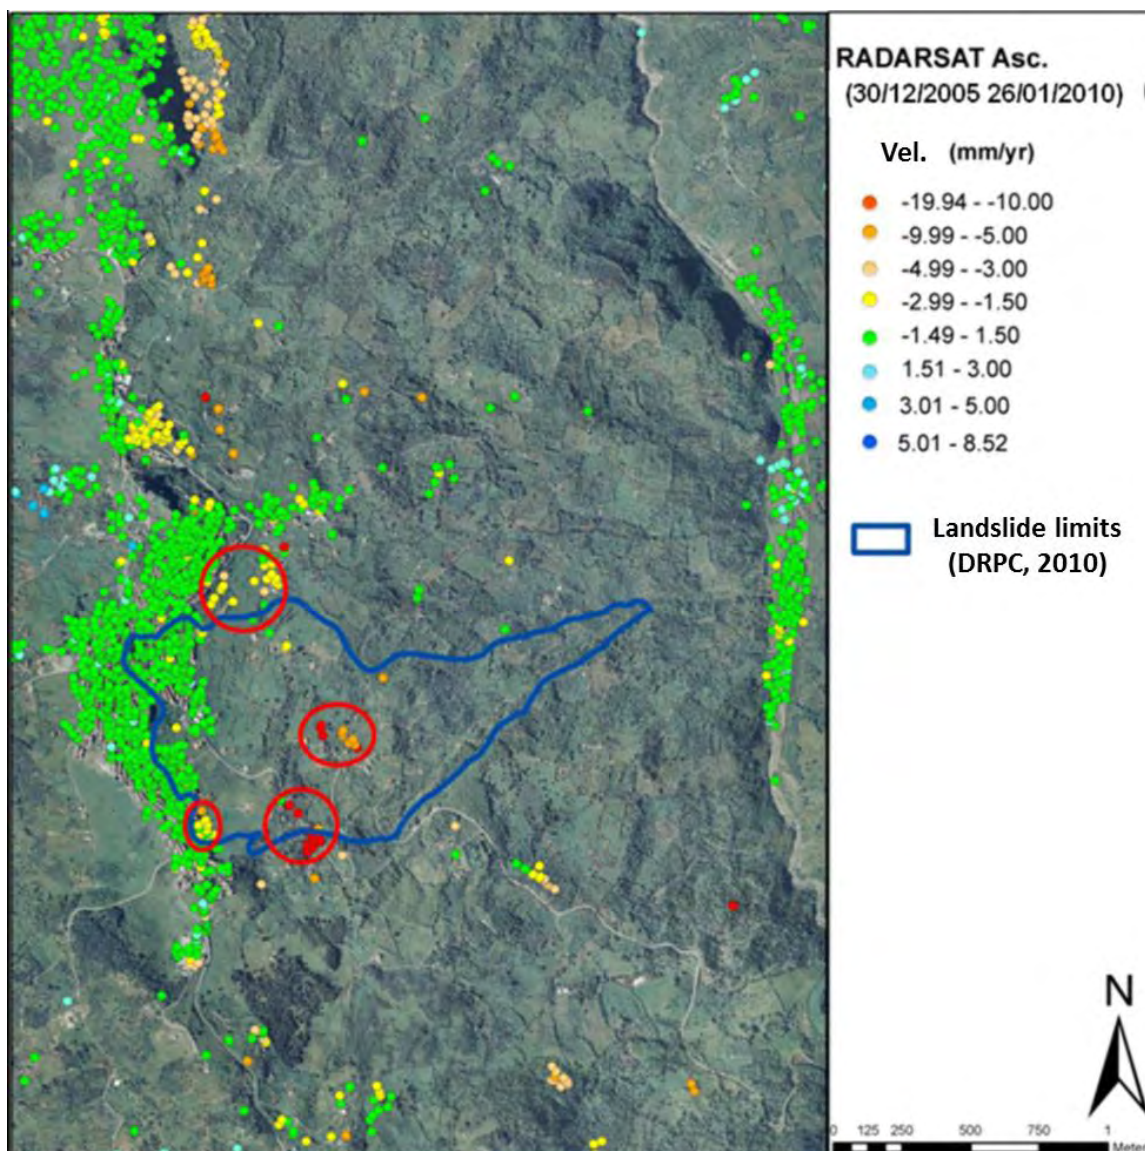 RADARSAT Asc.
(30/12/2005 26/01/2010)
Vel. (mm/yr)
-19.94 - -10.00
-9.99 - -5.00
-4.99 - -3.00
-2.99 - -1.50
-1.49 - 1.50
1.51 - 3.00
3.01 - 5.00
5.01 - 8.52
Landslide limits
(DRPC, 2010)
N
0 125 250 500 750 1
Mete